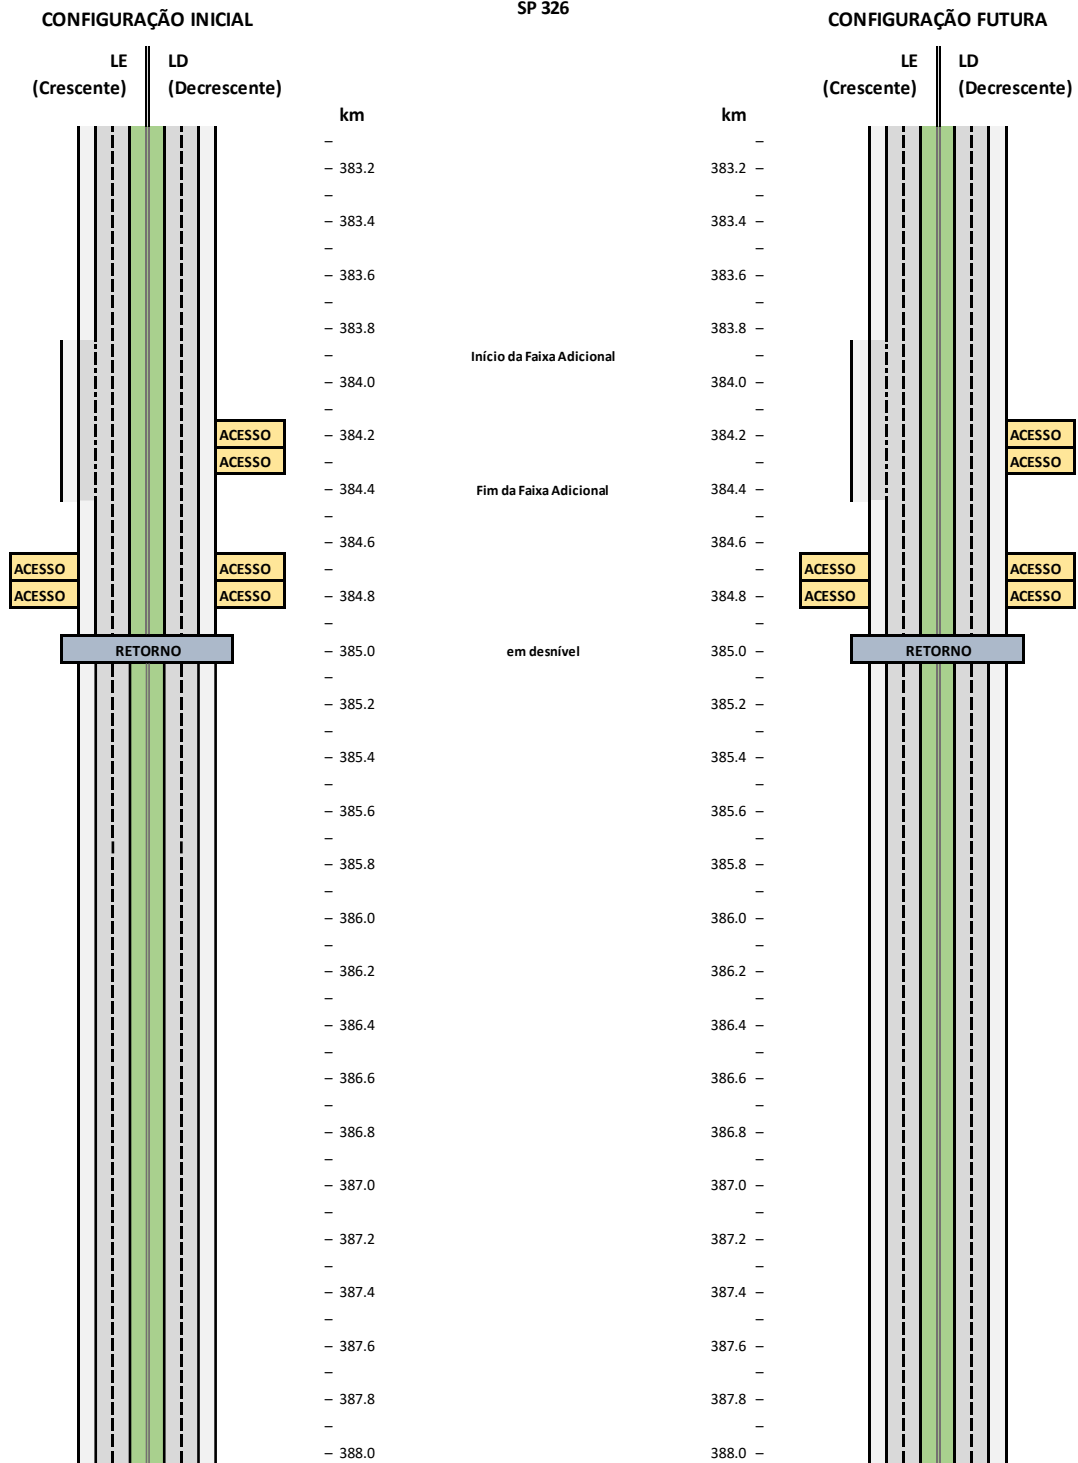 SP 326
CONFIGURAÇÃO INICIAL CONFIGURAÇÃO FUTURA
LE LD LE LD
(Crescente) (Decrescente) (Crescente) (Decrescente)
km km
–  –
– 383.2 383.2 –
–  –
– 383.4 383.4 –
–  –
– 383.6 383.6 –
–  –
– 383.8 383.8 –
– Início da Faixa Adicional –
– 384.0 384.0 –
–  –
ACESSO – 384.2 384.2 – ACESSO
ACESSO –  – ACESSO
– 384.4 Fim da Faixa Adicional 384.4 –
–  –
– 384.6 384.6 –
ACESSO ACESSO –  – ACESSO ACESSO
ACESSO ACESSO – 384.8 384.8 – ACESSO ACESSO
–  –
RETORNO – 385.0 em desnível 385.0 – RETORNO
–  –
– 385.2 385.2 –
–  –
– 385.4 385.4 –
–  –
– 385.6 385.6 –
–  –
– 385.8 385.8 –
–  –
– 386.0 386.0 –
–  –
– 386.2 386.2 –
–  –
– 386.4 386.4 –
–  –
– 386.6 386.6 –
–  –
– 386.8 386.8 –
–  –
– 387.0 387.0 –
–  –
– 387.2 387.2 –
–  –
– 387.4 387.4 –
–  –
– 387.6 387.6 –
–  –
– 387.8 387.8 –
–  –
– 388.0 388.0 –